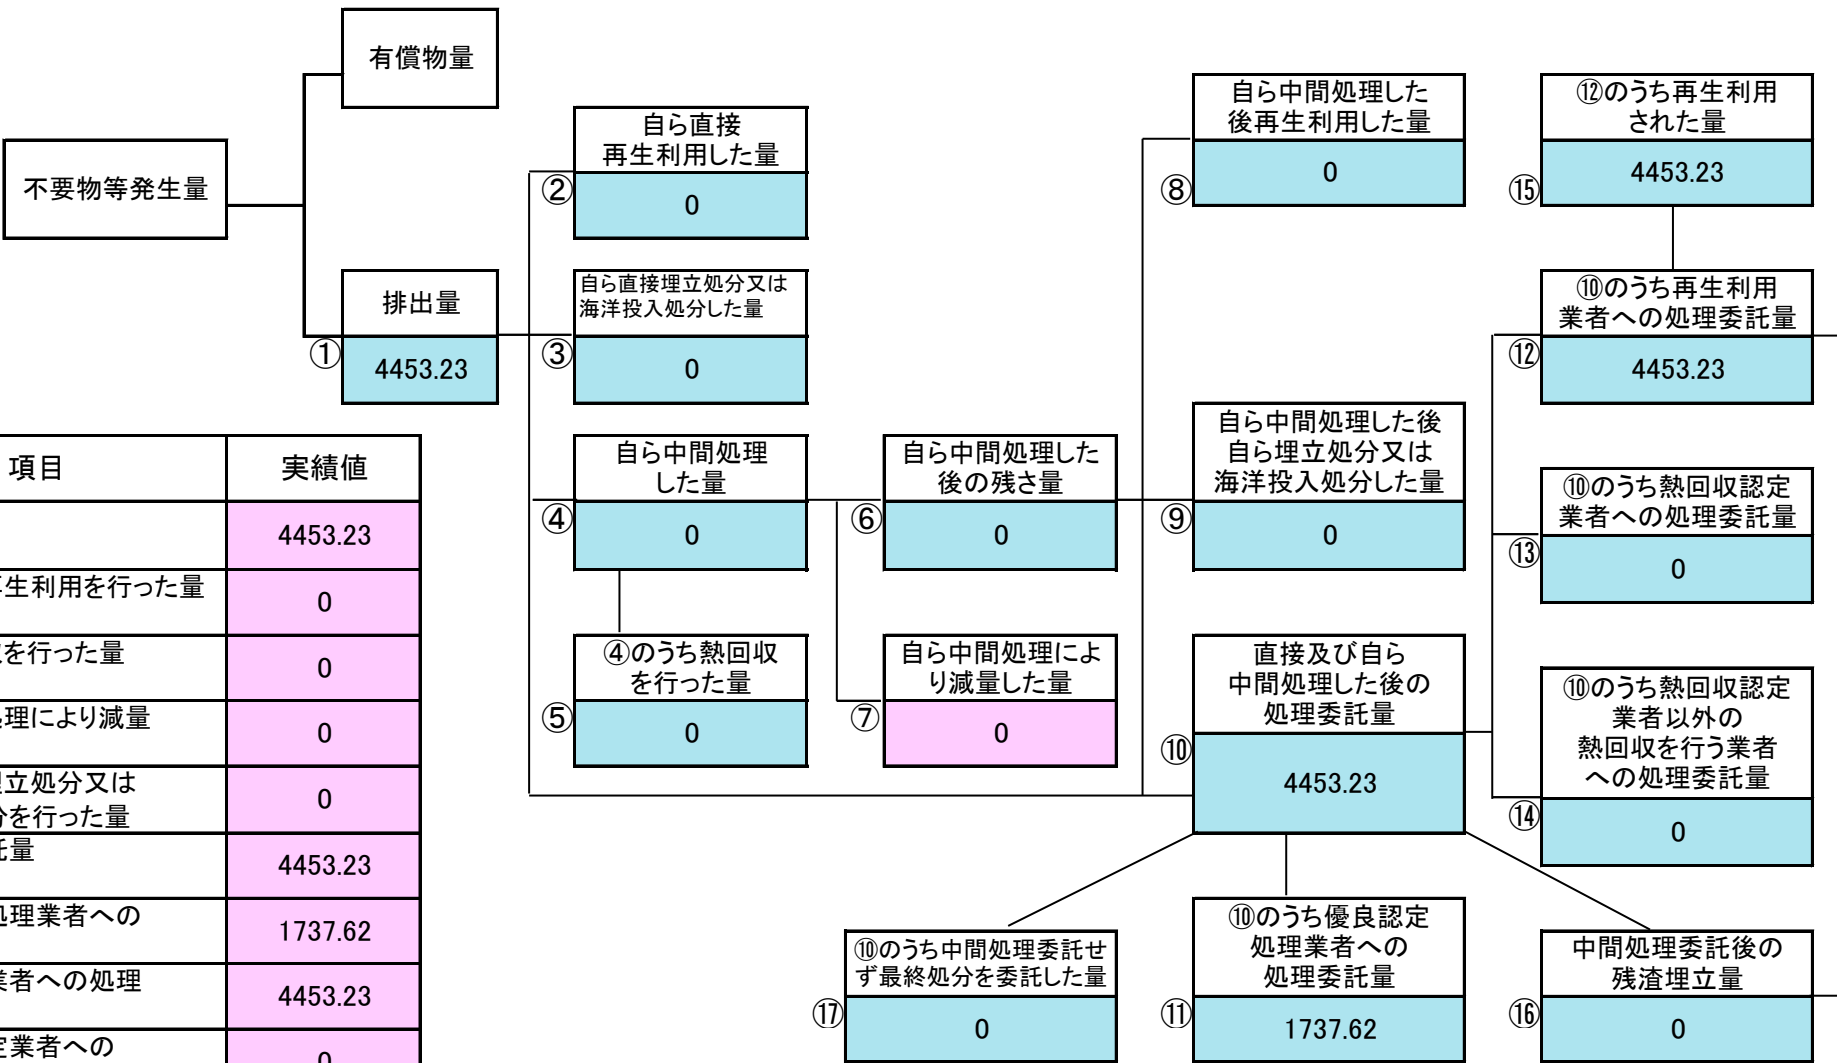 有償物量
不要物等発生量
排出量
①
4453.23
自ら直接
再生利用した量
②
0
自ら直接埋立処分又は
海洋投入処分した量
③
0
自ら中間処理
した量
④
0
④のうち熱回収
を行った量
⑤
0
自ら中間処理した
後の残さ量
⑥
0
自ら中間処理によ
り減量した量
⑦
0
自ら中間処理した
後再生利用した量
⑧
0
自ら中間処理した後
自ら埋立処分又は
海洋投入処分した量
⑨
0
直接及び自ら
中間処理した後の
処理委託量
⑩
4453.23
⑫のうち再生利用
された量
⑮
4453.23
⑩のうち再生利用
業者への処理委託量
⑫
4453.23
⑩のうち熱回収認定
業者への処理委託量
⑬
0
⑩のうち熱回収認定
業者以外の
熱回収を行う業者
への処理委託量
⑭
0
⑩のうち中間処理委託せ
ず最終処分を委託した量
⑰
0
⑩のうち優良認定
処理業者への
処理委託量
⑪
1737.62
中間処理委託後の
残渣埋立量
⑯
0
項目
実績値
4453.23
生利用を行った量
0
を行った量
0
理により減量
0
立処分又は
を行った量
0
量
4453.23
処理業者への
1737.62
業者への処理
4453.23
業者への
0